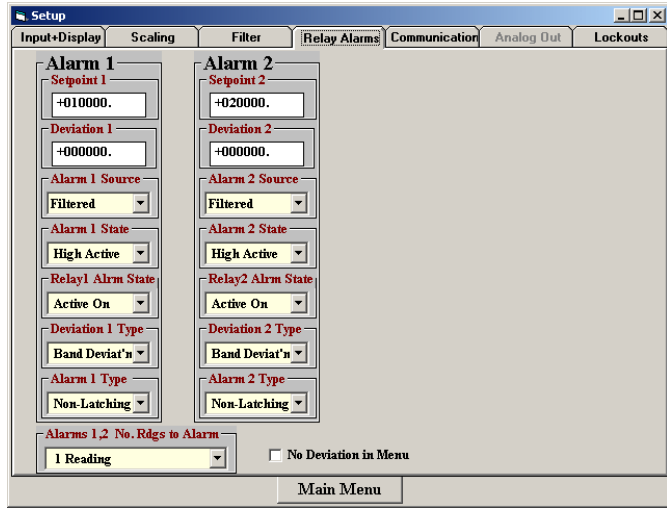 Setup
Input+Display Scaling Filter Relay Alarms Communication Analog Out Lockouts
Alarm 1 Alarm 2
Setpoint 1 Setpoint 2
+010000. +020000.
Deviation 1 Deviation 2
+000000. +000000.
Alarm 1 Source Alarm 2 Source
Filtered Filtered
Alarm 1 State Alarm 2 State
High Active High Active
Relay1 Alrm State Relay2 Alrm State
Active On Active On
Deviation 1 Type Deviation 2 Type
Band Deviat'n Band Deviat'n
Alarm 1 Type Alarm 2 Type
Non-Latching Non-Latching
Alarms 1,2 No. Rdgs to Alarm
1 Reading No Deviation in Menu
Main Menu